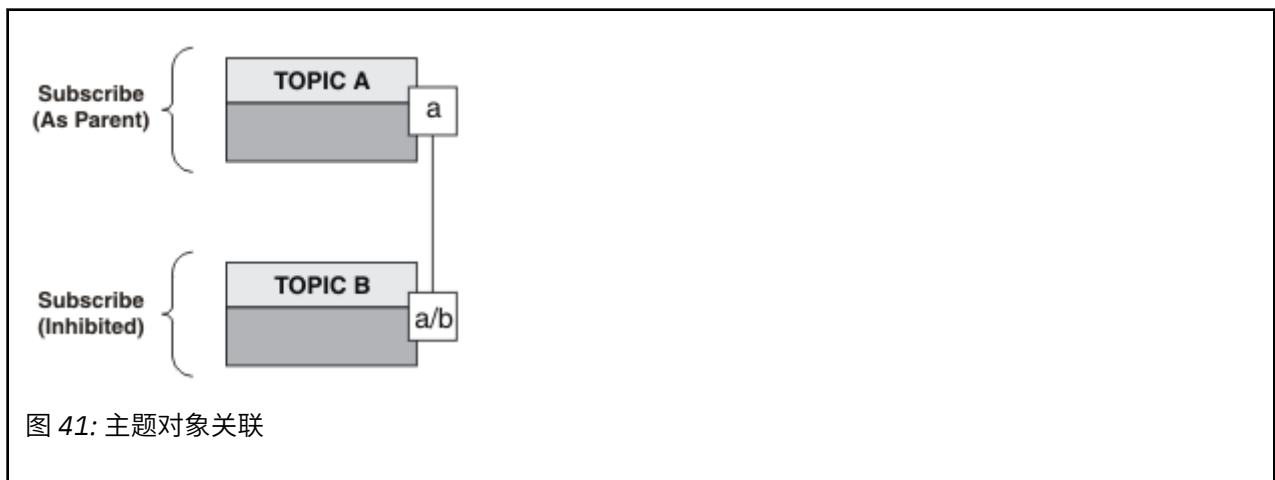 Subscribe
(As Parent)
TOPIC A
a
Subscribe
(Inhibited)
TOPIC B
a/b
图 41: 主题对象关联